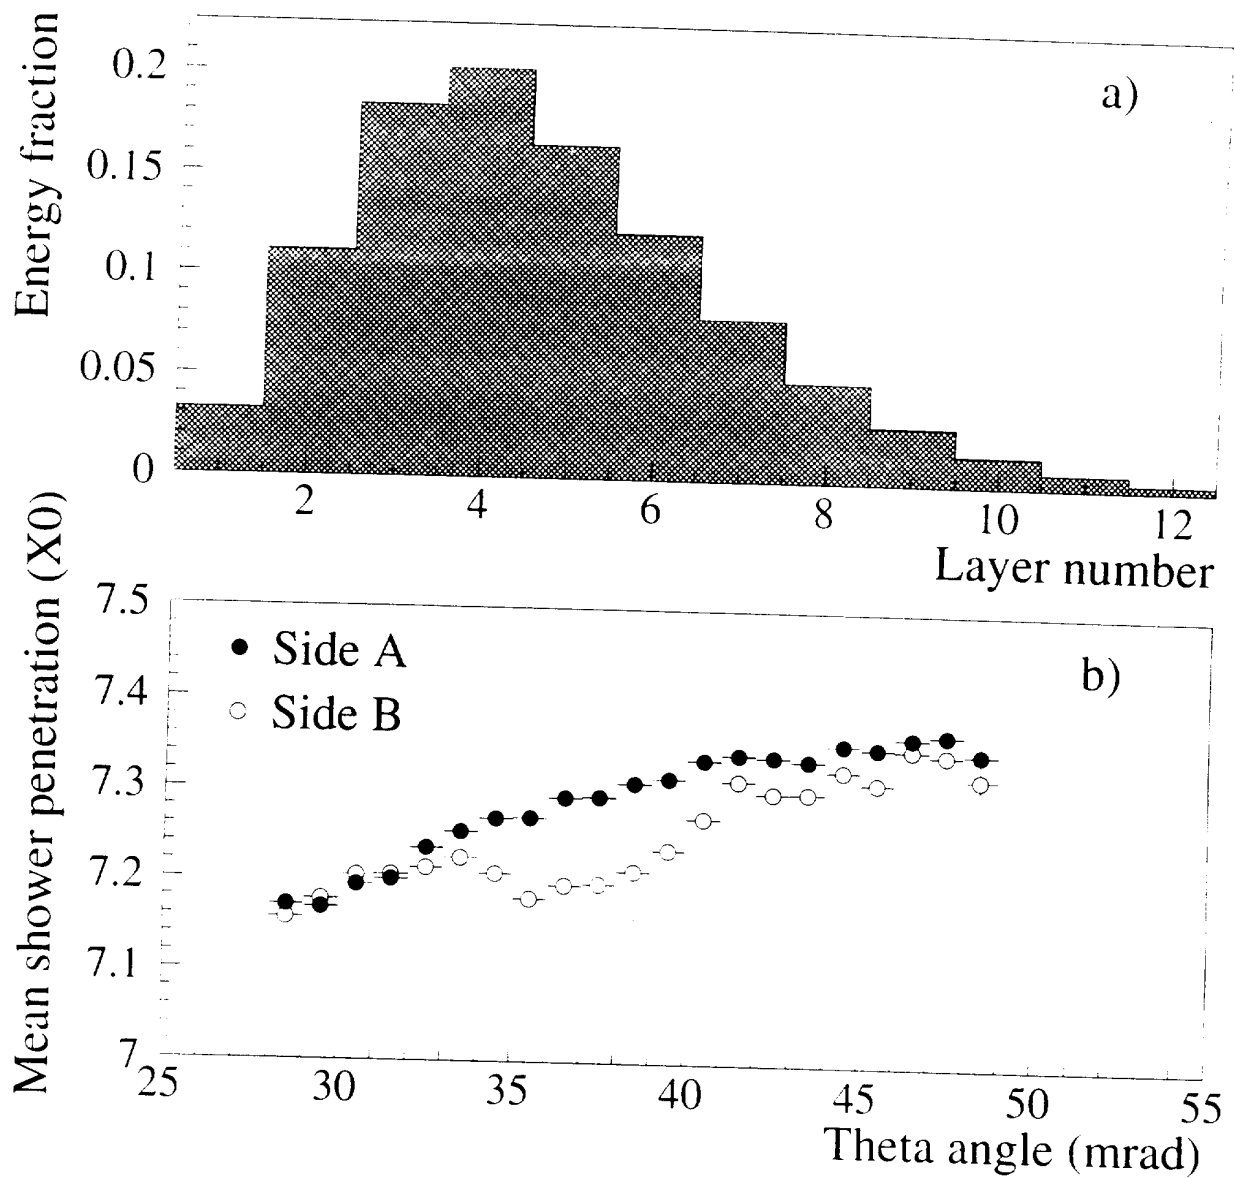 Energy fraction
0.2
0.15
0.1
0.05
0
a)
2 4 6 8 10 12
Layer number
Mean shower penetration (X0)
7.5
7.4
7.3
7.2
7.1
7
Side A
Side B
b)
25 30 35 40 45 50 55
Theta angle (mrad)